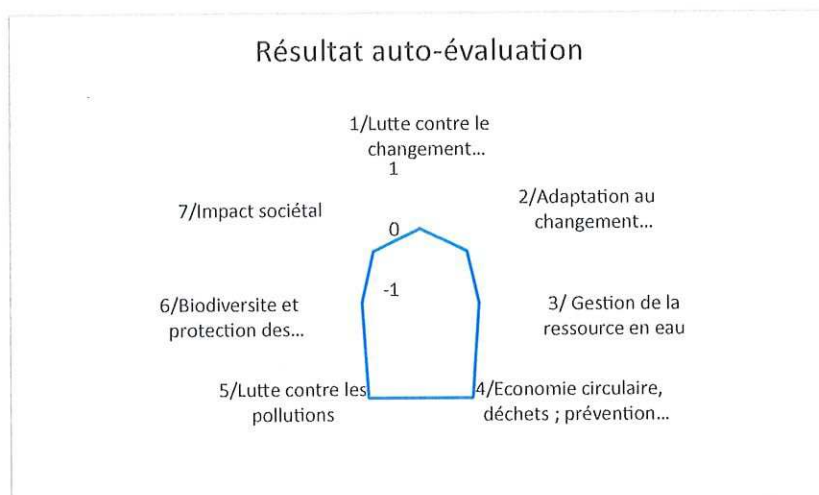 Résultat auto-évaluation
1/Lutte contre le
changement...
1
2/Adaptation au
changement...
7/Impact sociétal
0
-1
6/Biodiversite et
protection des...
3/ Gestion de la
ressource en eau
5/Lutte contre les
pollutions
4/Economie circulaire,
déchets ; prévention...